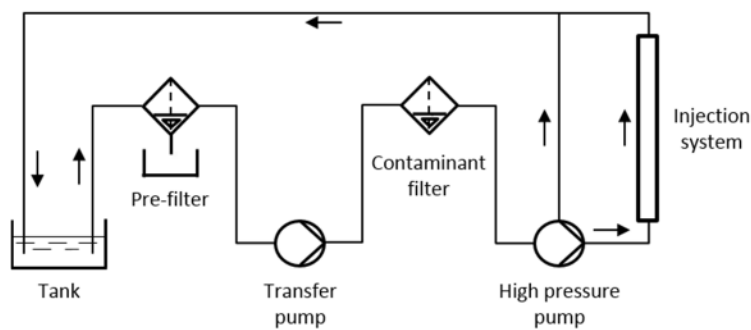 Injection
system
Contaminant
filter
Pre-filter
Tank
Transfer
pump
High pressure
pump